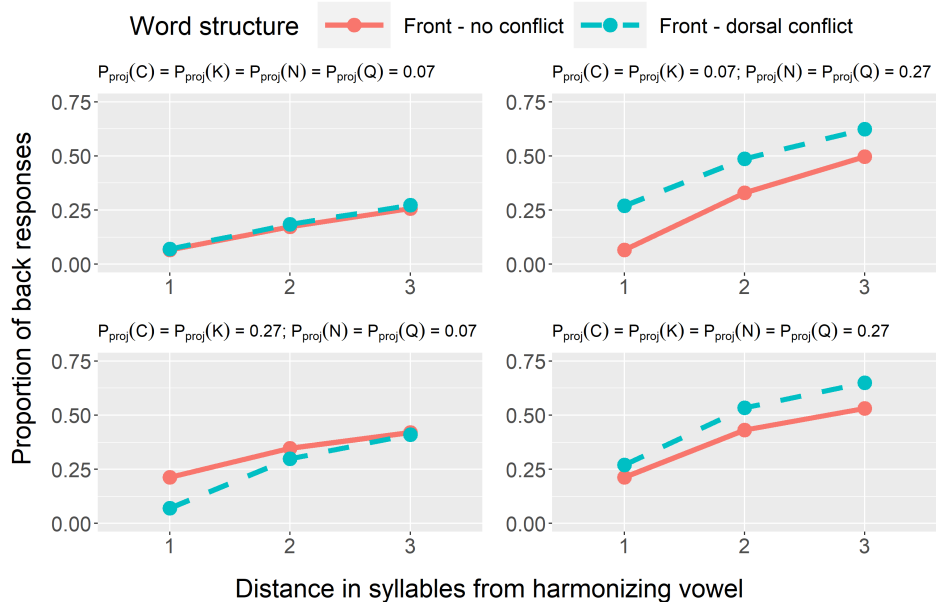 Word structure Front - no conflict Front - dorsal conflict
Pproj(C) = Pproj(K) = Pproj(N) = Pproj(Q) = 0.07
Pproj(C) = Pproj(K) = 0.07; Pproj(N) = Pproj(Q) = 0.27
0.75
0.50
0.25
0.00
1 2 3
0.75
0.50
0.25
0.00
1 2 3
Pproj(C) = Pproj(K) = 0.27; Pproj(N) = Pproj(Q) = 0.07
Pproj(C) = Pproj(K) = Pproj(N) = Pproj(Q) = 0.27
0.75
0.50
0.25
0.00
1 2 3
0.75
0.50
0.25
0.00
1 2 3
Proportion of back responses
Distance in syllables from harmonizing vowel